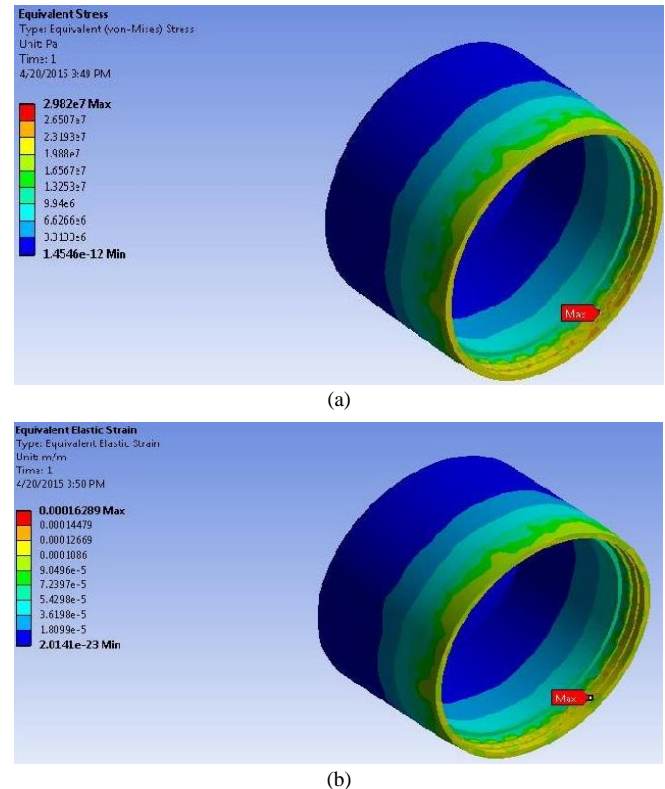 Equivalent Stress
Type: Equivalent (von-Mises) Stress
Unit: Pa
Time: 1
4/20/2015 3:49 PM
2.982e7 Max
2.6507e7
2.3193e7
1.988e7
1.6567e7
1.3253e7
9.94e6
6.6266e6
3.3133e6
1.4546e-12 Min
Max
(a)
Equivalent Elastic Strain
Type: Equivalent Elastic Strain
Unit: m/m
Time: 1
4/20/2015 3:50 PM
0.00016289 Max
0.00014479
0.00012669
0.0001086
9.0496e-5
7.2397e-5
5.4298e-5
3.6198e-5
1.8099e-5
2.0141e-23 Min
Max
(b)